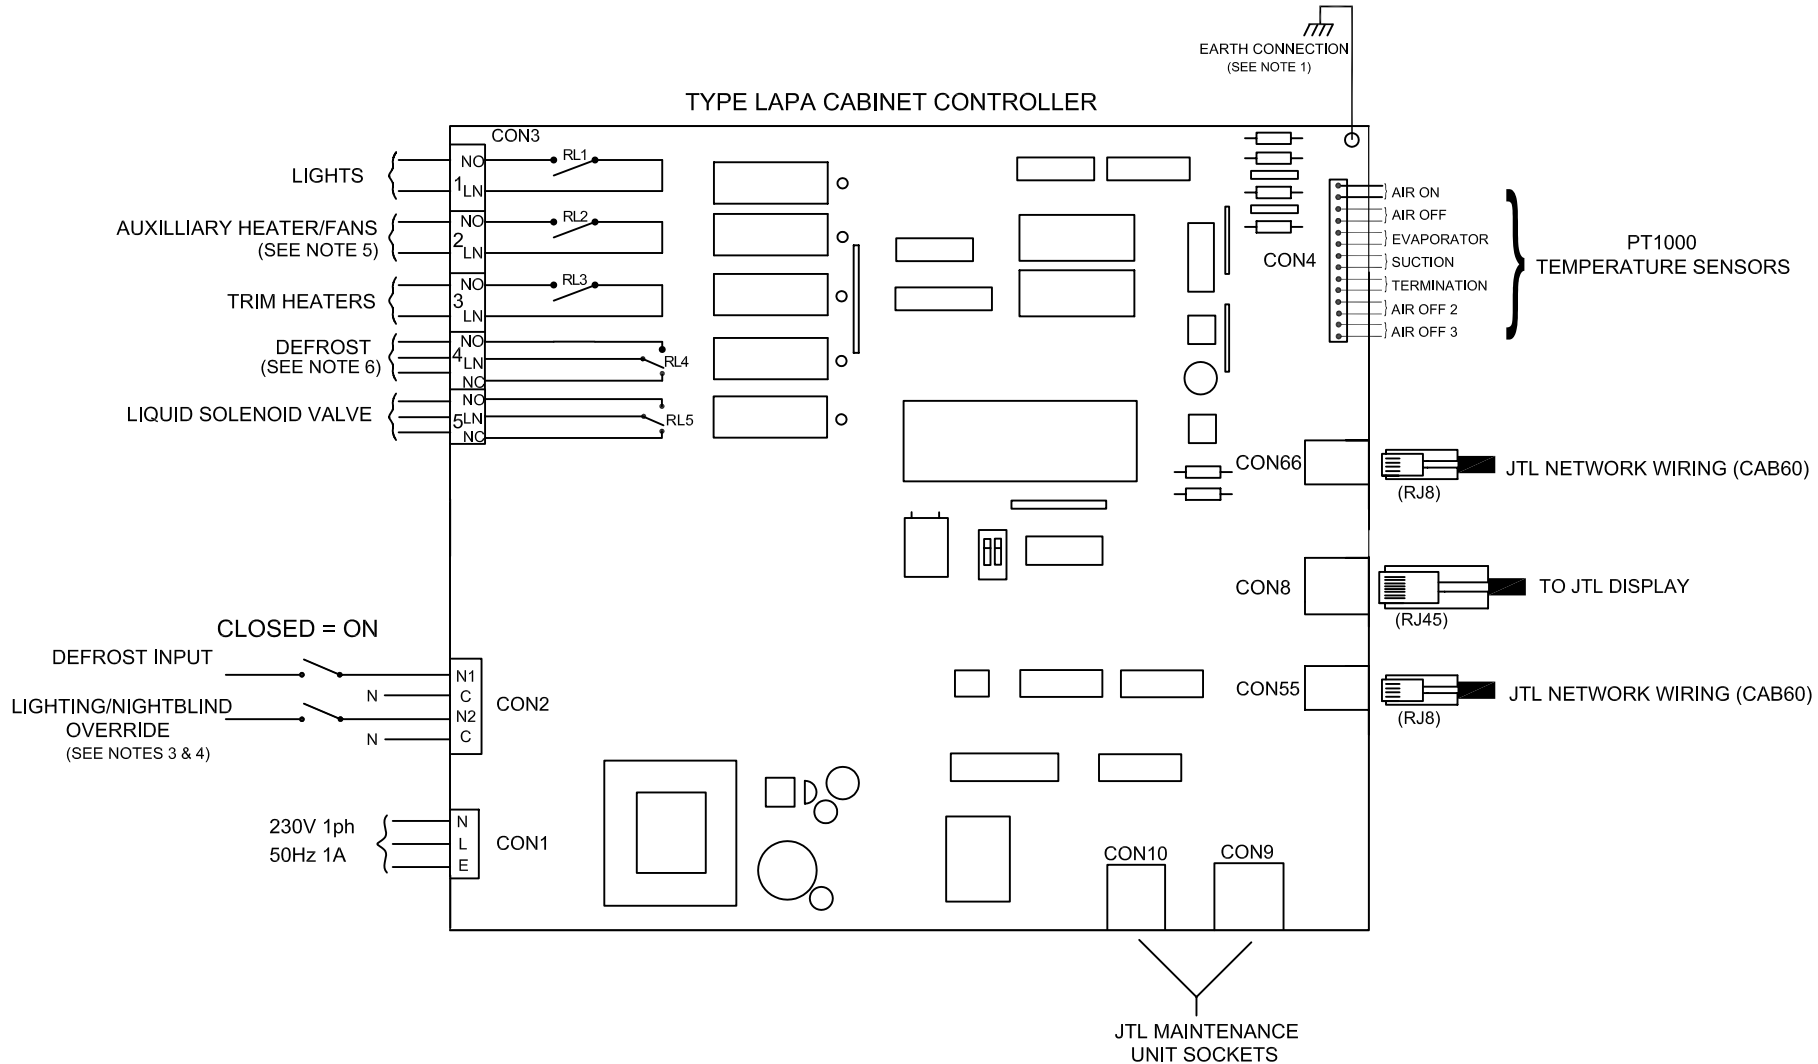 EARTH CONNECTION
(SEE NOTE 1)
TYPE LAPA CABINET CONTROLLER
CON3
LIGHTS
NO
1
LN
RL1
AUXILLIARY HEATER/FANS
(SEE NOTE 5)
NO
2
LN
RL2
TRIM HEATERS
NO
3
LN
RL3
DEFROST
(SEE NOTE 6)
NO
4
LN
NC
RL4
LIQUID SOLENOID VALVE
NO
5
LN
NC
RL5
CON4
AIR ON
AIR OFF
EVAPORATOR
SUCTION
TERMINATION
AIR OFF 2
AIR OFF 3
PT1000
TEMPERATURE SENSORS
CON66
(RJ8)
JTL NETWORK WIRING (CAB60)
CON8
(RJ45)
TO JTL DISPLAY
CON55
(RJ8)
JTL NETWORK WIRING (CAB60)
CLOSED = ON
DEFROST INPUT
N
LIGHTING/NIGHTBLIND
OVERRIDE
(SEE NOTES 3 & 4)
N
N1
C
N2
C
CON2
230V 1ph
50Hz 1A
N
L
E
CON1
CON10
CON9
JTL MAINTENANCE
UNIT SOCKETS